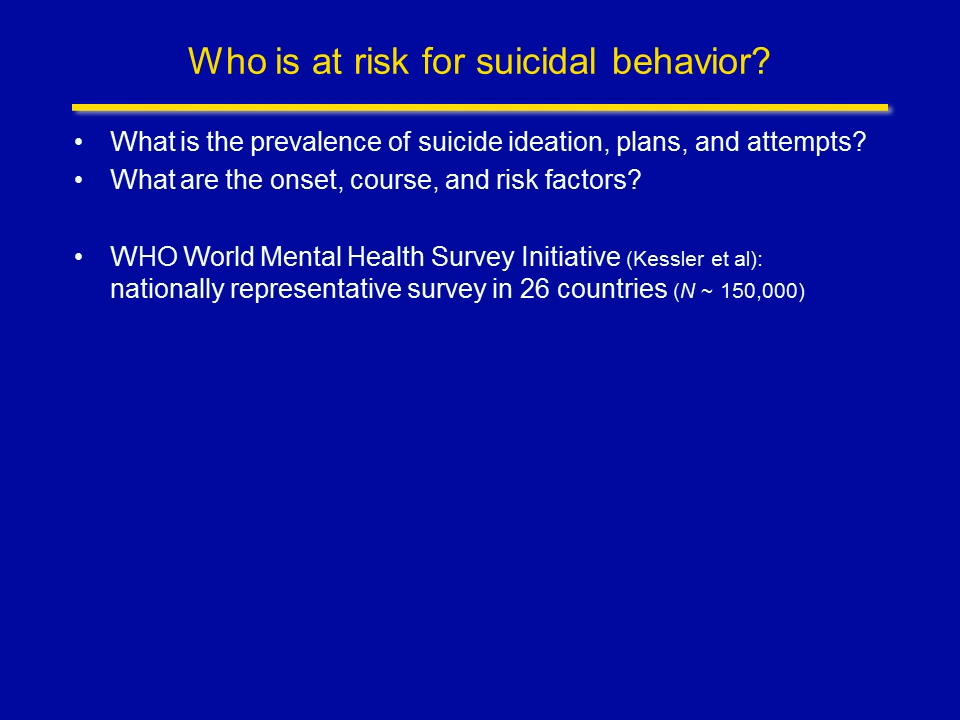 Who is at risk for suicidal behavior?
• What is the prevalence of suicide ideation, plans, and attempts?
• What are the onset, course, and risk factors?
• WHO World Mental Health Survey Initiative (Kessler et al):
nationally representative survey in 26 countries (N ~ 150,000)